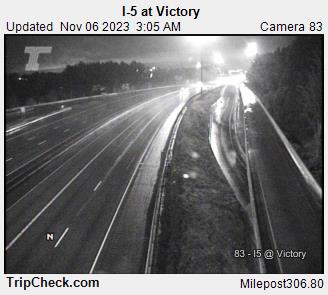 I-5 at Victory
Updated Nov 06 2023 3:05 AM Camera 83
T
N
83 - I5 @ Victory
TripCheck.com Milepost306.80